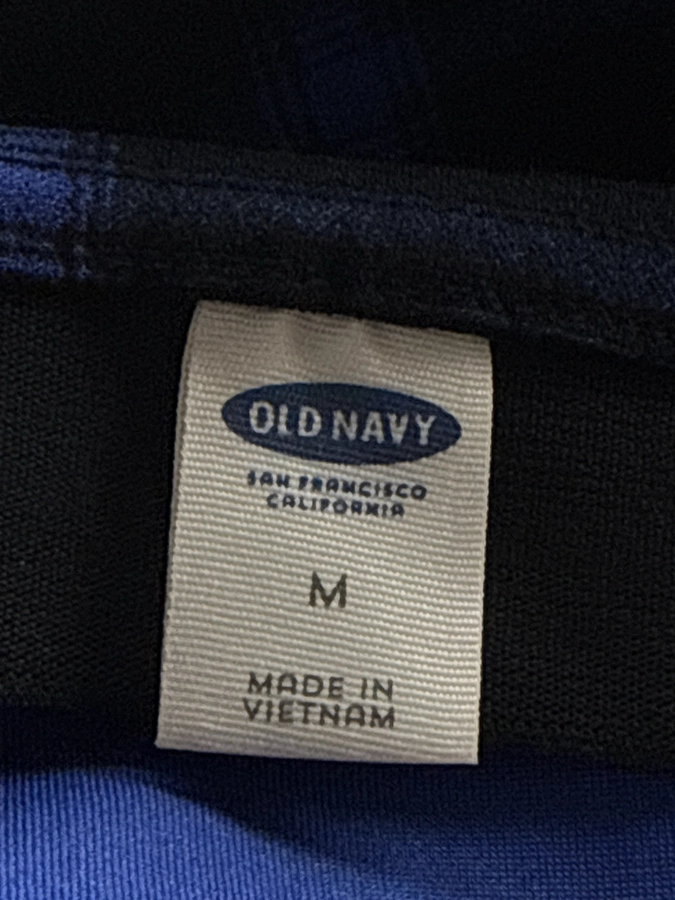 OLD NAVY
SAN FRANCISCO
CALIFORNIA
M
MADE IN
VIETNAM